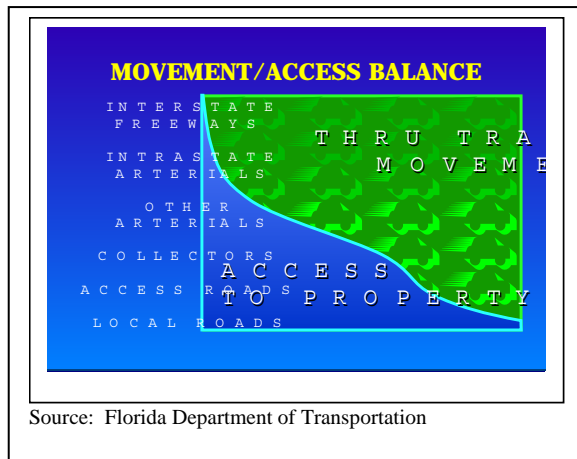 MOVEMENT/ACCESS BALANCE
INTERSTATE
FREEWAYS
INTRASTATE
ARTERIALS
OTHER
ARTERIALS
COLLECTORS
ACCESS ROADS
LOCAL ROADS
THRU TRA
MOVEME
ACCESS
TO PROPERTY
Source: Florida Department of Transportation